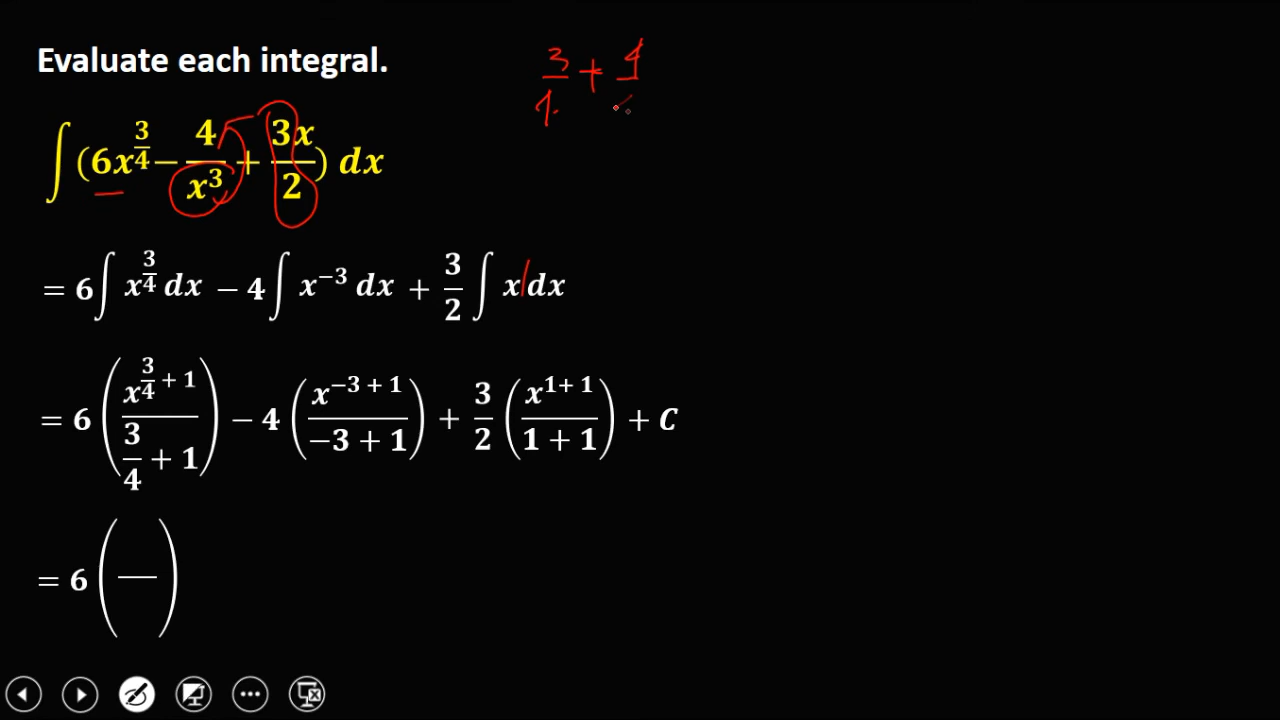 Evaluate each integral.
3/4 + 4/
∫(6x^(3/4) − 4/x³ + 3x/2) dx
= 6∫ x^(3/4) dx − 4∫ x⁻³ dx + 3/2 ∫ x dx
= 6(x^(3/4 + 1)/(3/4 + 1)) − 4(x^(−3 + 1)/(−3 + 1)) + 3/2 (x^(1+ 1)/(1 + 1)) + C
= 6(—)